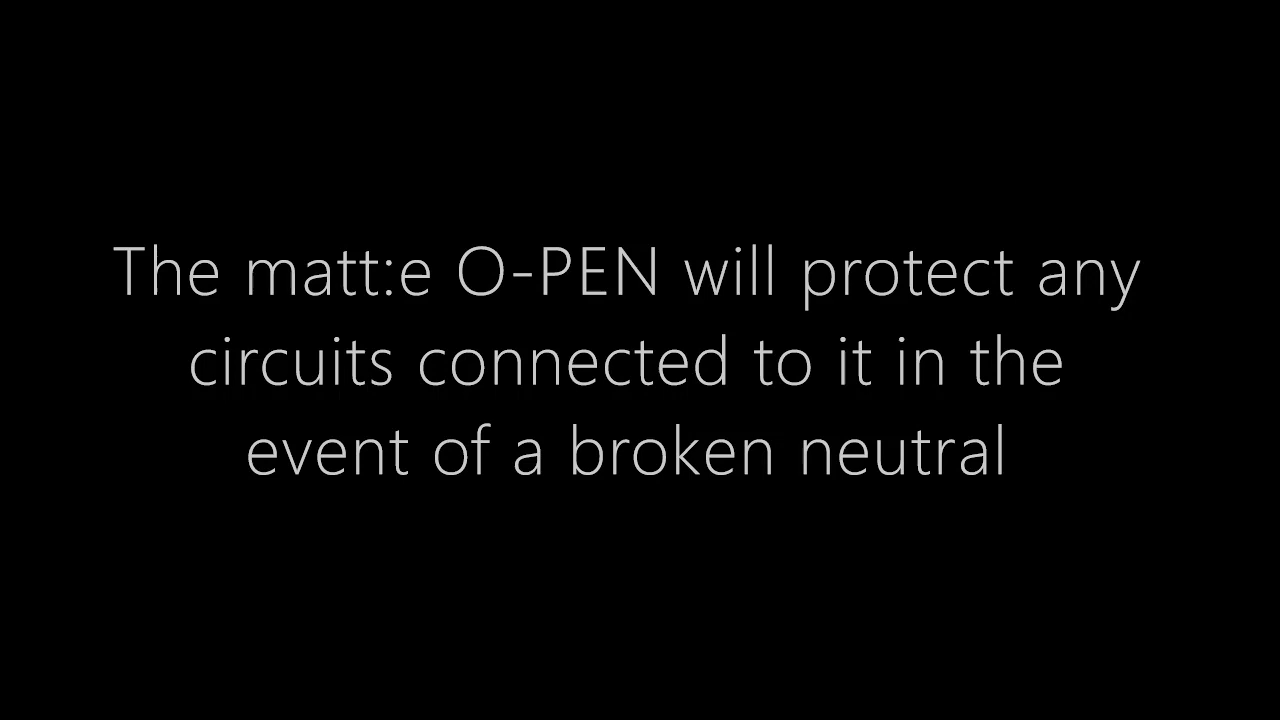 The matt:e O-PEN will protect any
circuits connected to it in the
event of a broken neutral